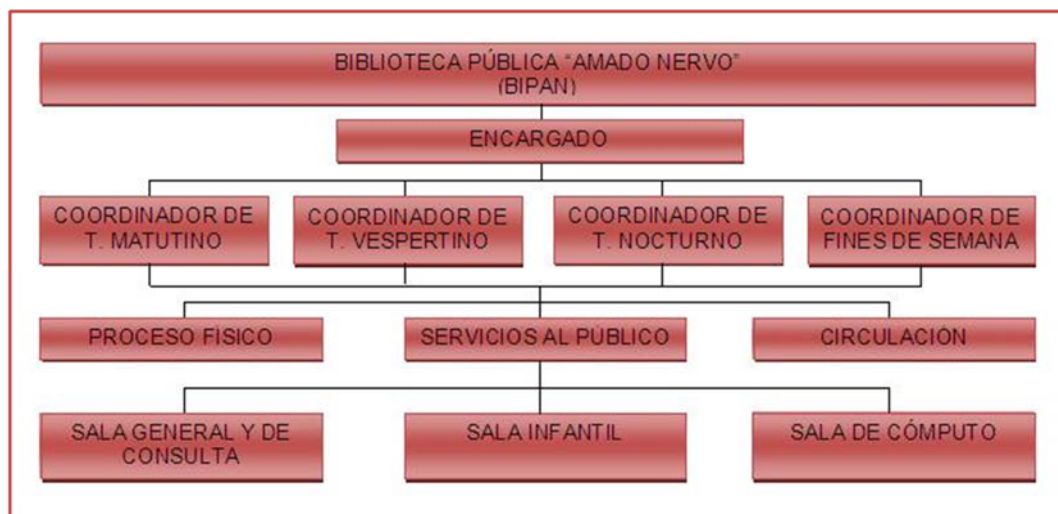 BIBLIOTECA PÚBLICA "AMADO NERVO"
(BIPAN)
ENCARGADO
COORDINADOR DE
T. MATUTINO
COORDINADOR DE
T. VESPERTINO
COORDINADOR DE
T. NOCTURNO
COORDINADOR DE
FINES DE SEMANA
PROCESO FÍSICO
SERVICIOS AL PÚBLICO
CIRCULACIÓN
SALA GENERAL Y DE
CONSULTA
SALA INFANTIL
SALA DE CÓMPUTO